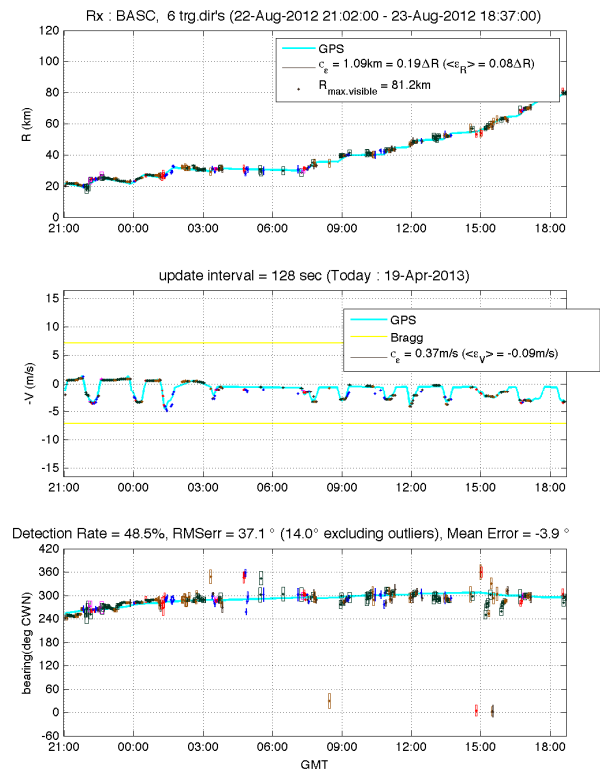 Rx : BASC, 6 trg.dir's (22-Aug-2012 21:02:00 - 23-Aug-2012 18:37:00)
120
100
80
60
40
20
0
R (km)
GPS
cε = 1.09km = 0.19ΔR (<εR> = 0.08ΔR)
Rmax.visible = 81.2km
21:00 00:00 03:00 06:00 09:00 12:00 15:00 18:00
update interval = 128 sec (Today : 19-Apr-2013)
15
10
5
0
-5
-10
-15
-V (m/s)
GPS
Bragg
cε = 0.37m/s (<εV> = -0.09m/s)
21:00 00:00 03:00 06:00 09:00 12:00 15:00 18:00
Detection Rate = 48.5%, RMSerr = 37.1 ° (14.0° excluding outliers), Mean Error = -3.9 °
420
360
300
240
180
120
60
0
-60
bearing(deg CWN)
21:00 00:00 03:00 06:00 09:00 12:00 15:00 18:00
GMT